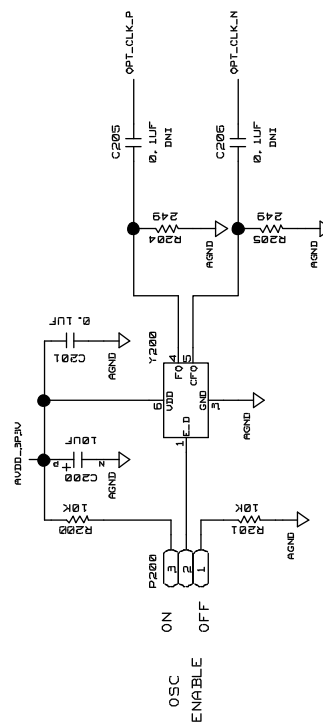 OPT_CLK_P
OPT_CLK_N
C205
0.1UF
DNI
C206
0.1UF
DNI
249
R204
AGND
249
R205
AGND
0.1UF
C201
AGND
Y200
4
FQ
5
CFQ
6
VDD
GND
3
E_D
1
AGND
AVDD_3P3V
P
+
N
10UF
C200
AGND
10K
R200
10K
R201
AGND
P200
3
2
1
ON
OFF
OSC
ENABLE